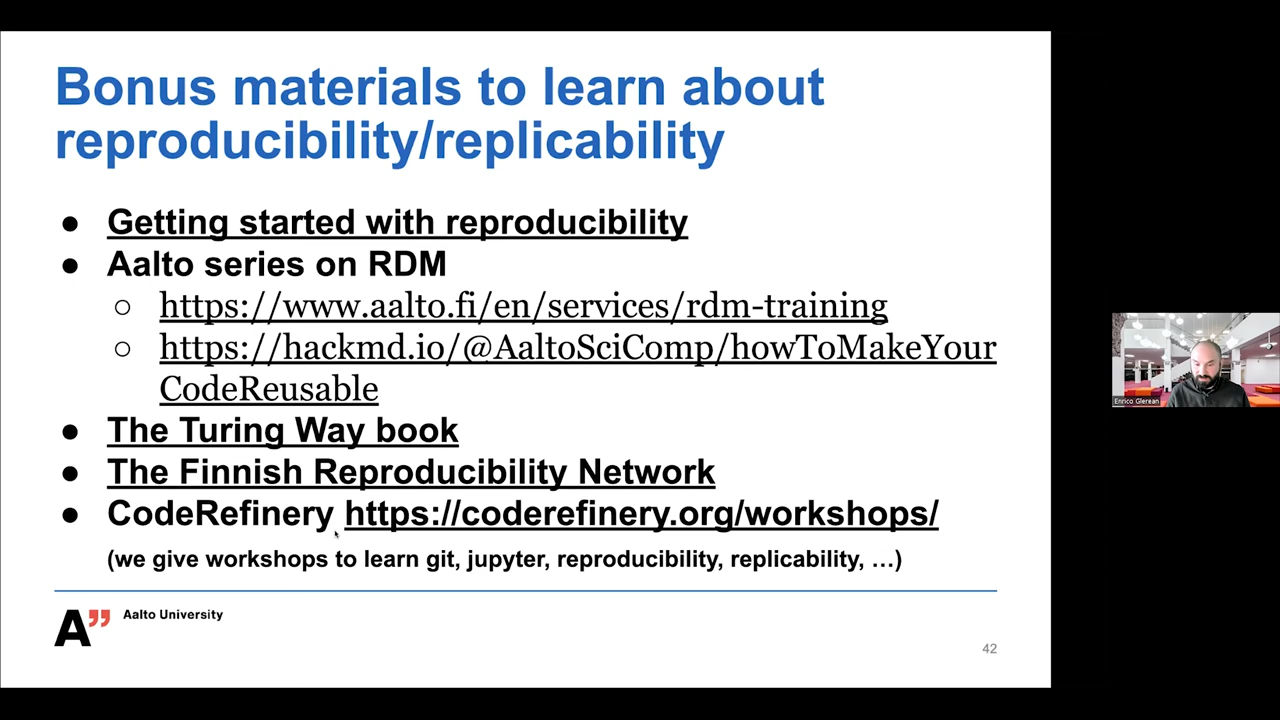 Bonus materials to learn about
reproducibility/replicability
● Getting started with reproducibility
● Aalto series on RDM
○ https://www.aalto.fi/en/services/rdm-training
○ https://hackmd.io/@AaltoSciComp/howToMakeYour
CodeReusable
● The Turing Way book
● The Finnish Reproducibility Network
● CodeRefinery https://coderefinery.org/workshops/
(we give workshops to learn git, jupyter, reproducibility, replicability, …)
A” Aalto University
42
Enrico Glerean